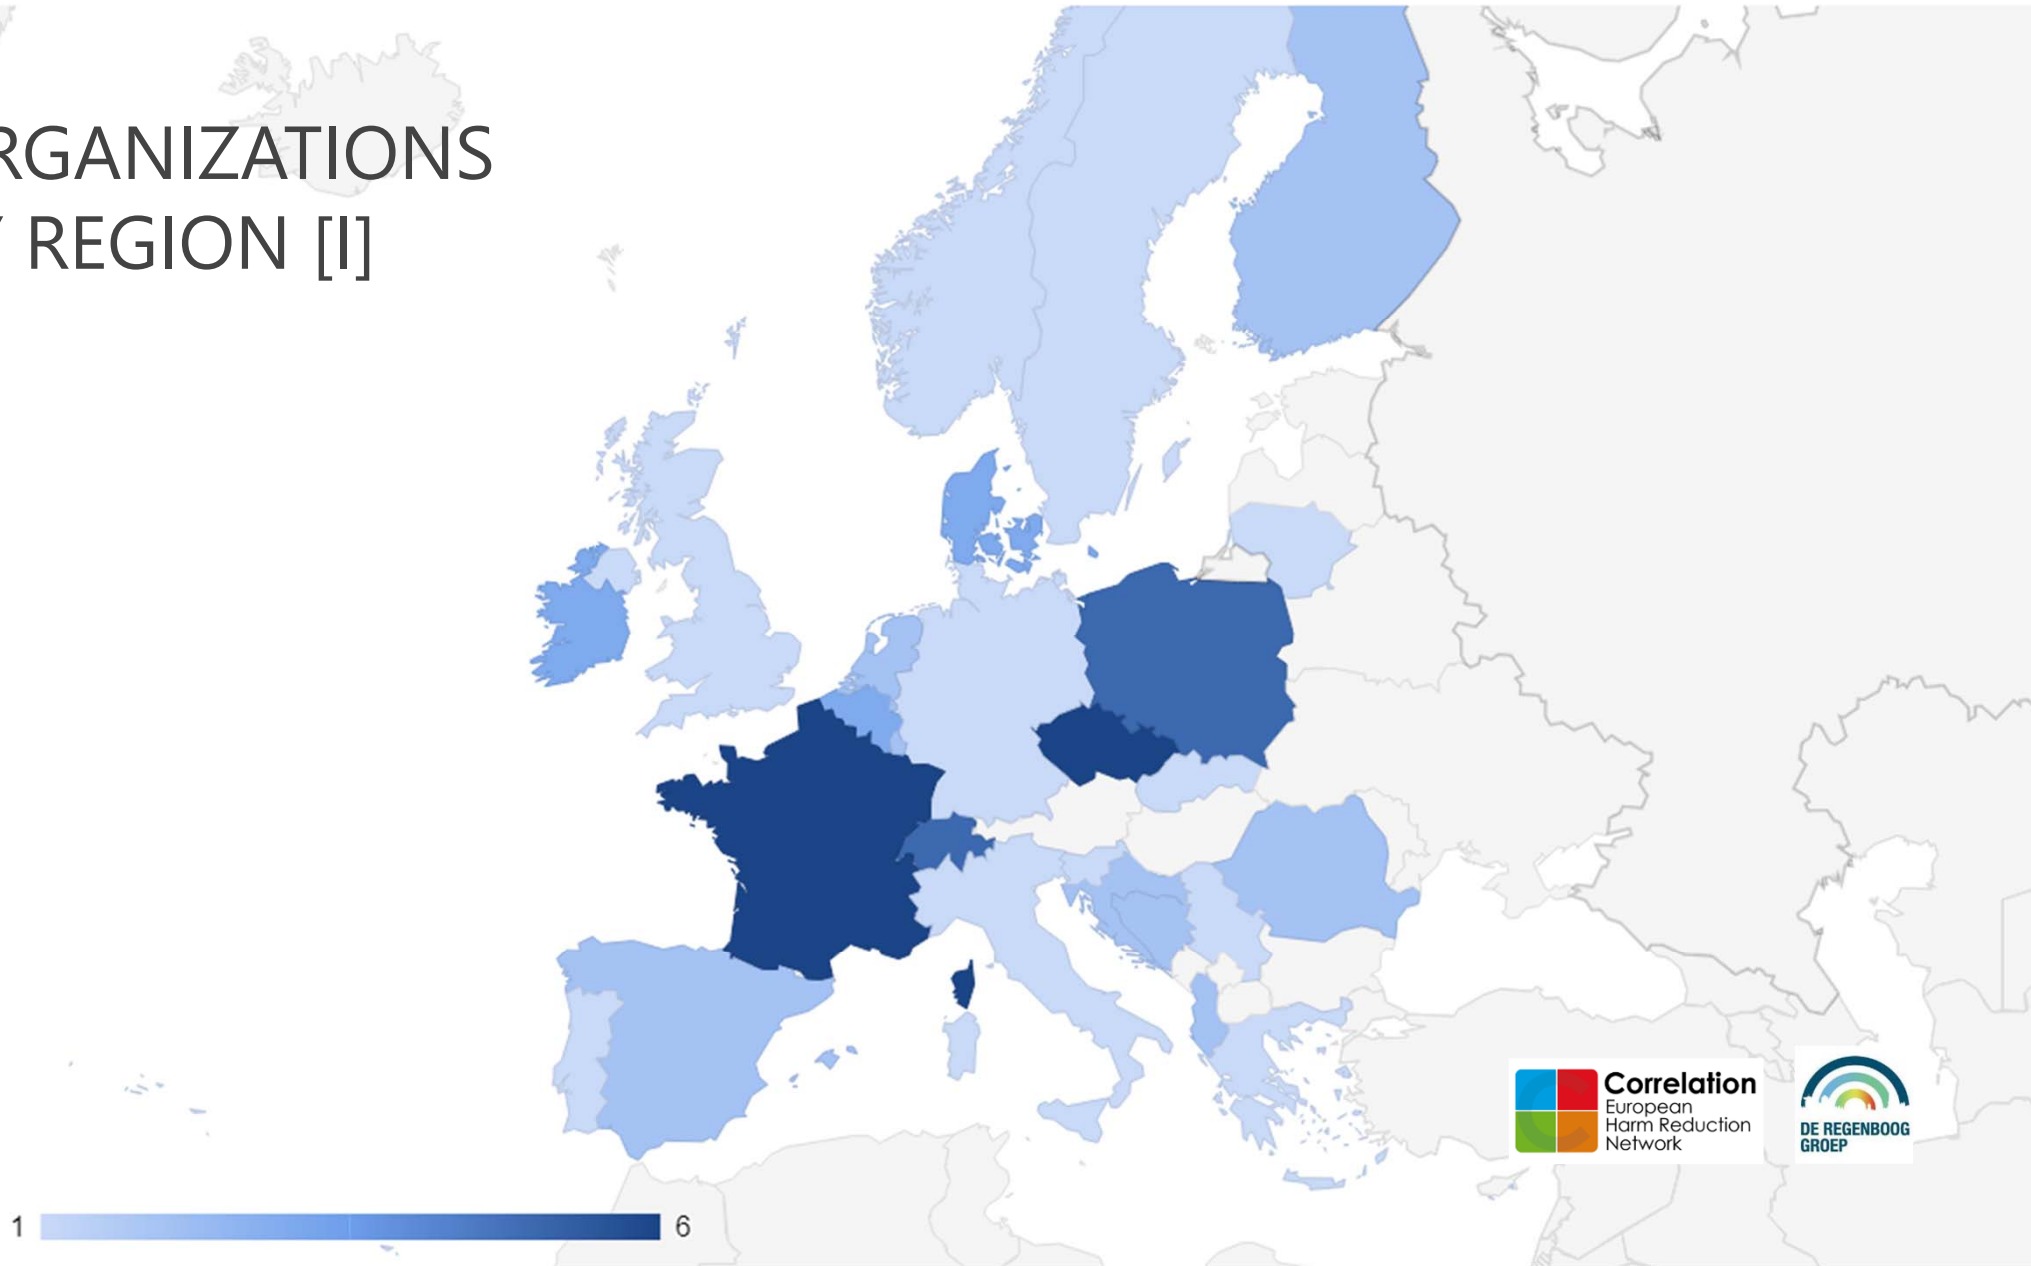 RGANIZATIONS
Y REGION [I]
Correlation
European
Harm Reduction
Network
DE REGENBOOG
GROEP
1
6